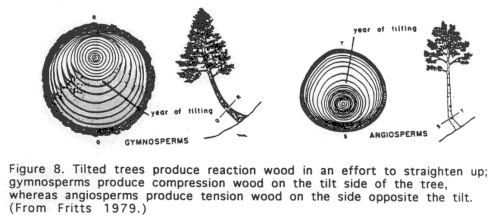 R
year of tilting
GYMNOSPERMS
R
O
O
T
year of tilting
S
ANGIOSPERMS
S
T
Figure 8. Tilted trees produce reaction wood in an effort to straighten up;
gymnosperms produce compression wood on the tilt side of the tree,
whereas angiosperms produce tension wood on the side opposite the tilt.
(From Fritts 1979.)